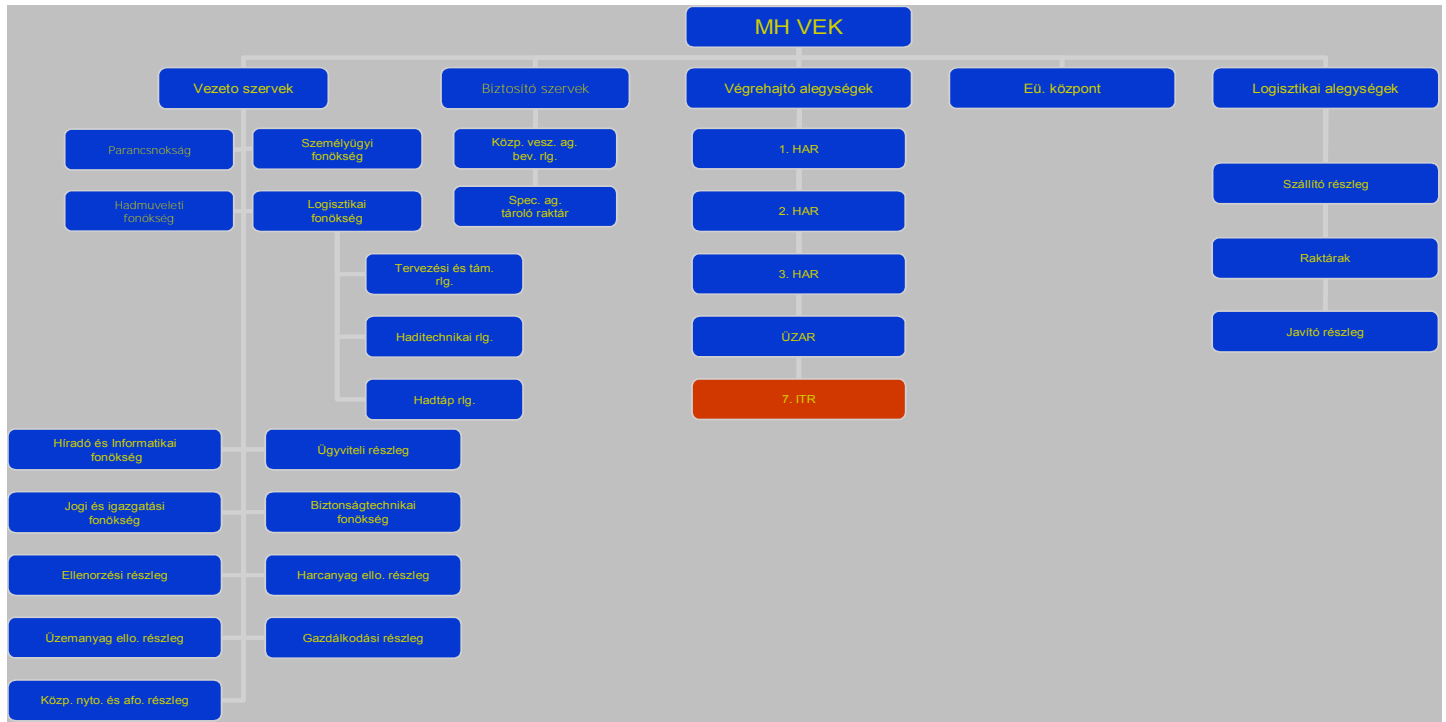 MH VEK
Vezeto szervek
Biztosító szervek
Végrehajtó alegységek
Eü. központ
Logisztikai alegységek
Parancsnokság
Személyügyi
fonökség
Hadmuveleti
fonökség
Logisztikai
fonökség
Tervezési és tám.
rlg.
Haditechnikai rlg.
Hadtáp rlg.
Híradó és Informatikai
fonökség
Ügyviteli részleg
Jogi és igazgatási
fonökség
Biztonságtechnikai
fonökség
Ellenorzési részleg
Harcanyag ello. részleg
Üzemanyag ello. részleg
Gazdálkodási részleg
Közp. nyto. és afo. részleg
Közp. vesz. ag.
bev. rlg.
Spec. ag.
tároló raktár
1. HAR
2. HAR
3. HAR
ÜZAR
7. ITR
Szállító részleg
Raktárak
Javító részleg